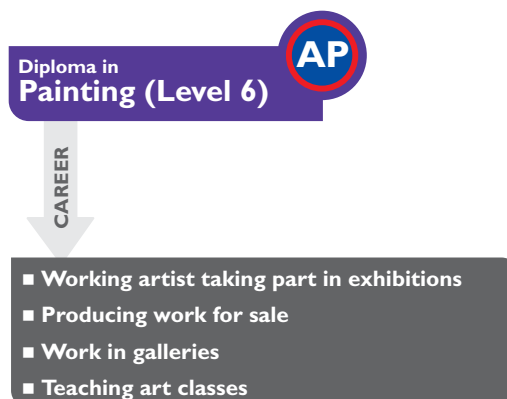 Diploma in
Painting (Level 6)
AP
CAREER
■ Working artist taking part in exhibitions
■ Producing work for sale
■ Work in galleries
■ Teaching art classes